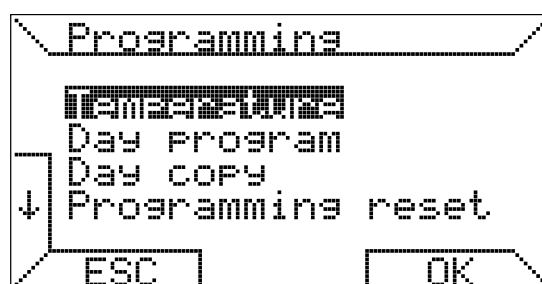 Programming
Temperature
Day program
Day copy
↓ Programming reset
ESC OK